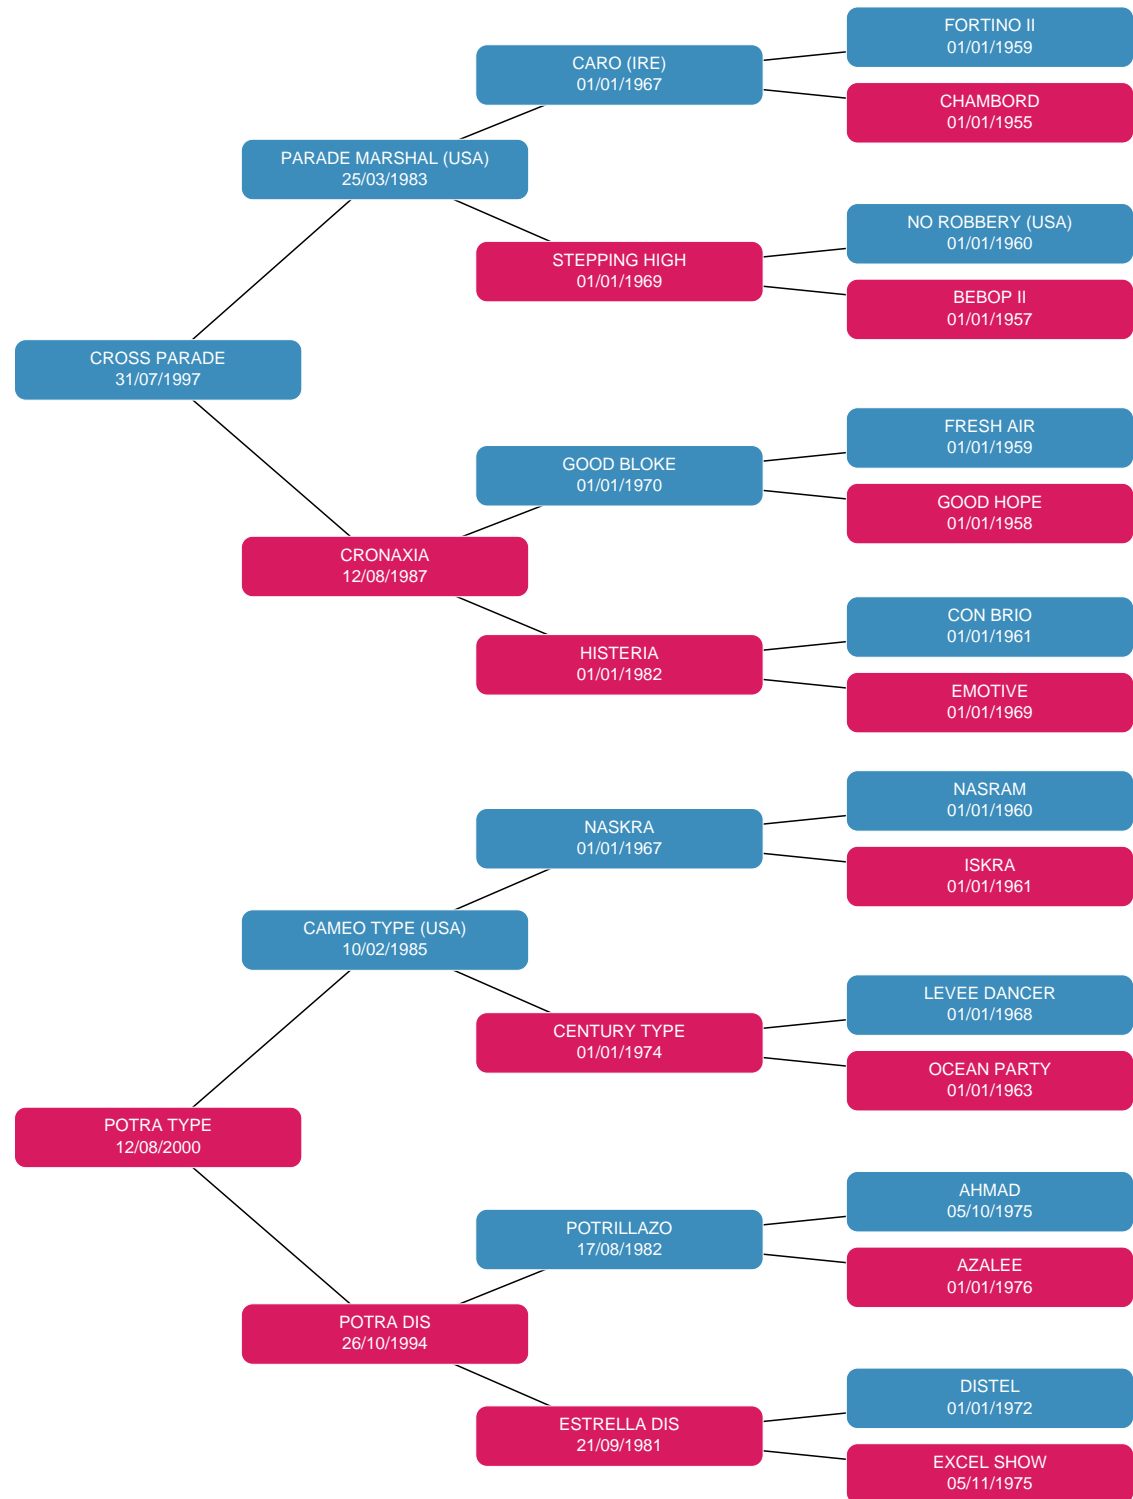 FORTINO II
01/01/1959
CARO (IRE)
01/01/1967
CHAMBORD
01/01/1955
PARADE MARSHAL (USA)
25/03/1983
NO ROBBERY (USA)
01/01/1960
STEPPING HIGH
01/01/1969
BEBOP II
01/01/1957
CROSS PARADE
31/07/1997
FRESH AIR
01/01/1959
GOOD BLOKE
01/01/1970
GOOD HOPE
01/01/1958
CRONAXIA
12/08/1987
CON BRIO
01/01/1961
HISTERIA
01/01/1982
EMOTIVE
01/01/1969
NASRAM
01/01/1960
NASKRA
01/01/1967
ISKRA
01/01/1961
CAMEO TYPE (USA)
10/02/1985
LEVEE DANCER
01/01/1968
CENTURY TYPE
01/01/1974
OCEAN PARTY
01/01/1963
POTRA TYPE
12/08/2000
AHMAD
05/10/1975
POTRILLAZO
17/08/1982
AZALEE
01/01/1976
POTRA DIS
26/10/1994
DISTEL
01/01/1972
ESTRELLA DIS
21/09/1981
EXCEL SHOW
05/11/1975